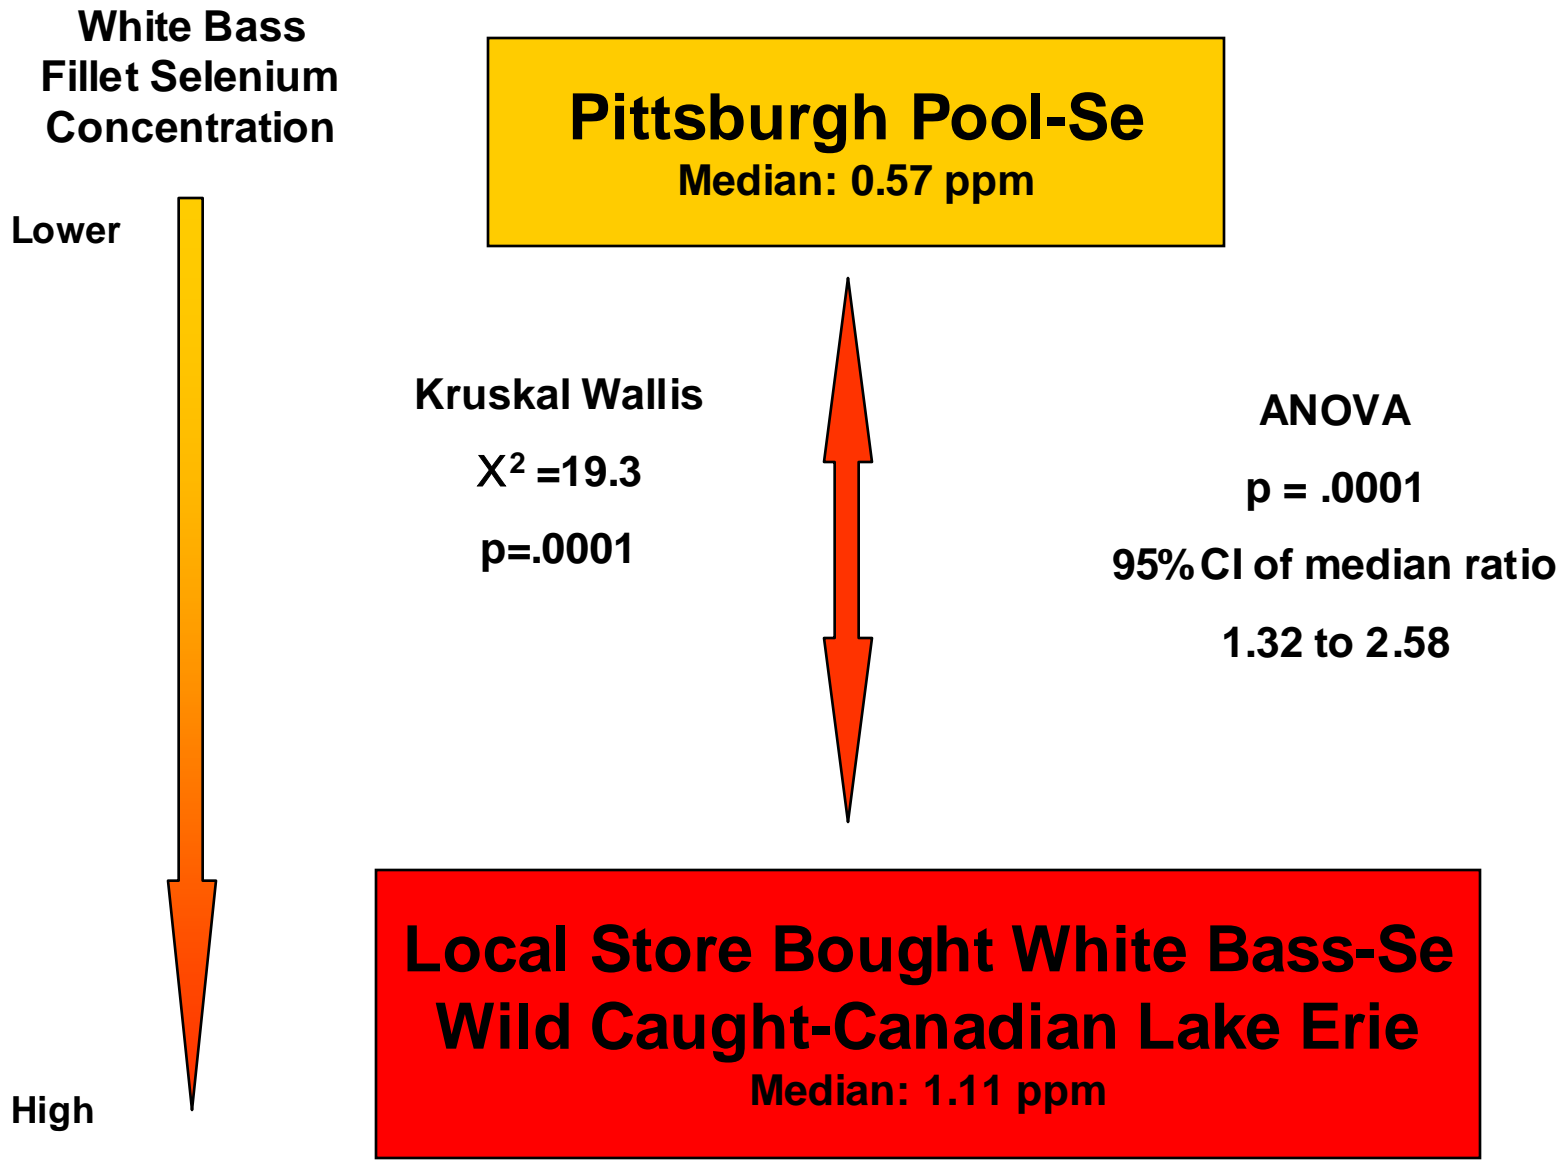 White Bass
Fillet Selenium
Concentration
Lower
High
Pittsburgh Pool-Se
Median: 0.57 ppm
Kruskal Wallis
X² =19.3
p=.0001
ANOVA
p = .0001
95% CI of median ratio
1.32 to 2.58
Local Store Bought White Bass-Se
Wild Caught-Canadian Lake Erie
Median: 1.11 ppm